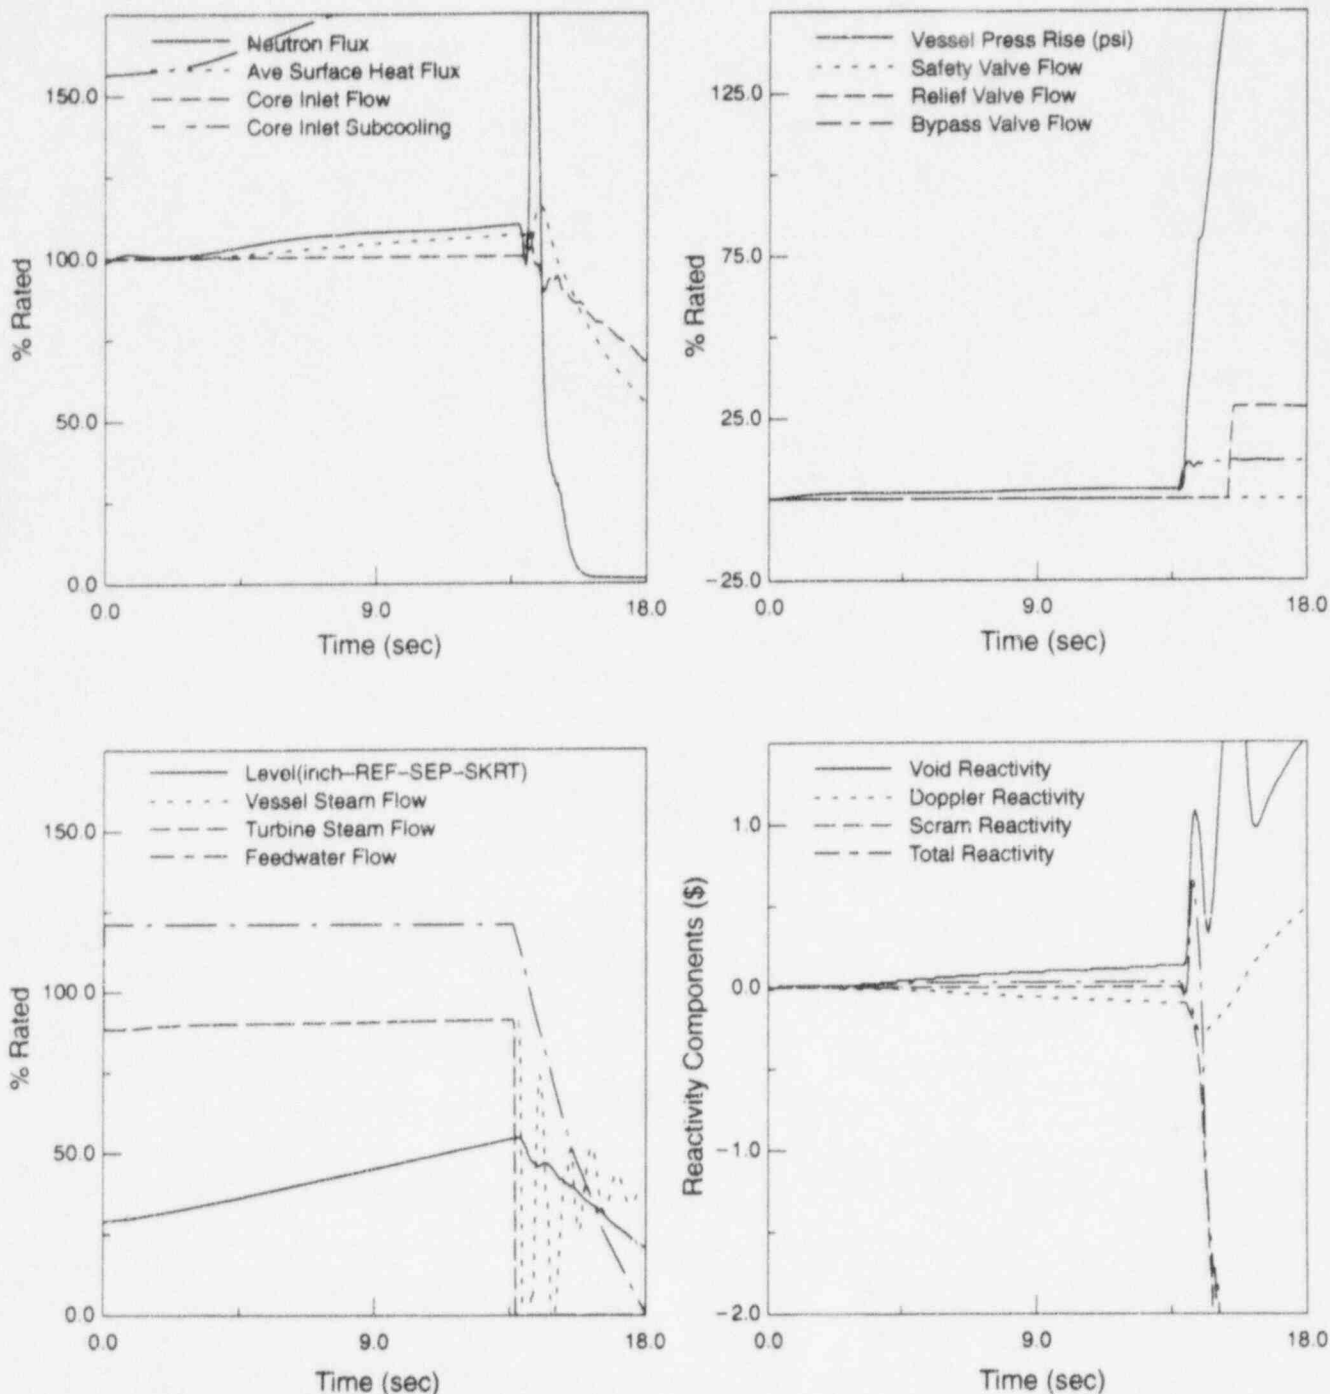 Neutron Flux
Ave Surface Heat Flux
Core Inlet Flow
Core Inlet Subcooling
150.0
100.0
50.0
0.0
% Rated
0.0 9.0 18.0
Time (sec)
Vessel Press Rise (psi)
Safety Valve Flow
Relief Valve Flow
Bypass Valve Flow
125.0
75.0
25.0
-25.0
% Rated
0.0 9.0 18.0
Time (sec)
Level(inch-REF-SEP-SKRT)
Vessel Steam Flow
Turbine Steam Flow
Feedwater Flow
150.0
100.0
50.0
0.0
% Rated
0.0 9.0 18.0
Time (sec)
Void Reactivity
Doppler Reactivity
Scram Reactivity
Total Reactivity
1.0
0.0
-1.0
-2.0
Reactivity Components ($)
0.0 9.0 18.0
Time (sec)